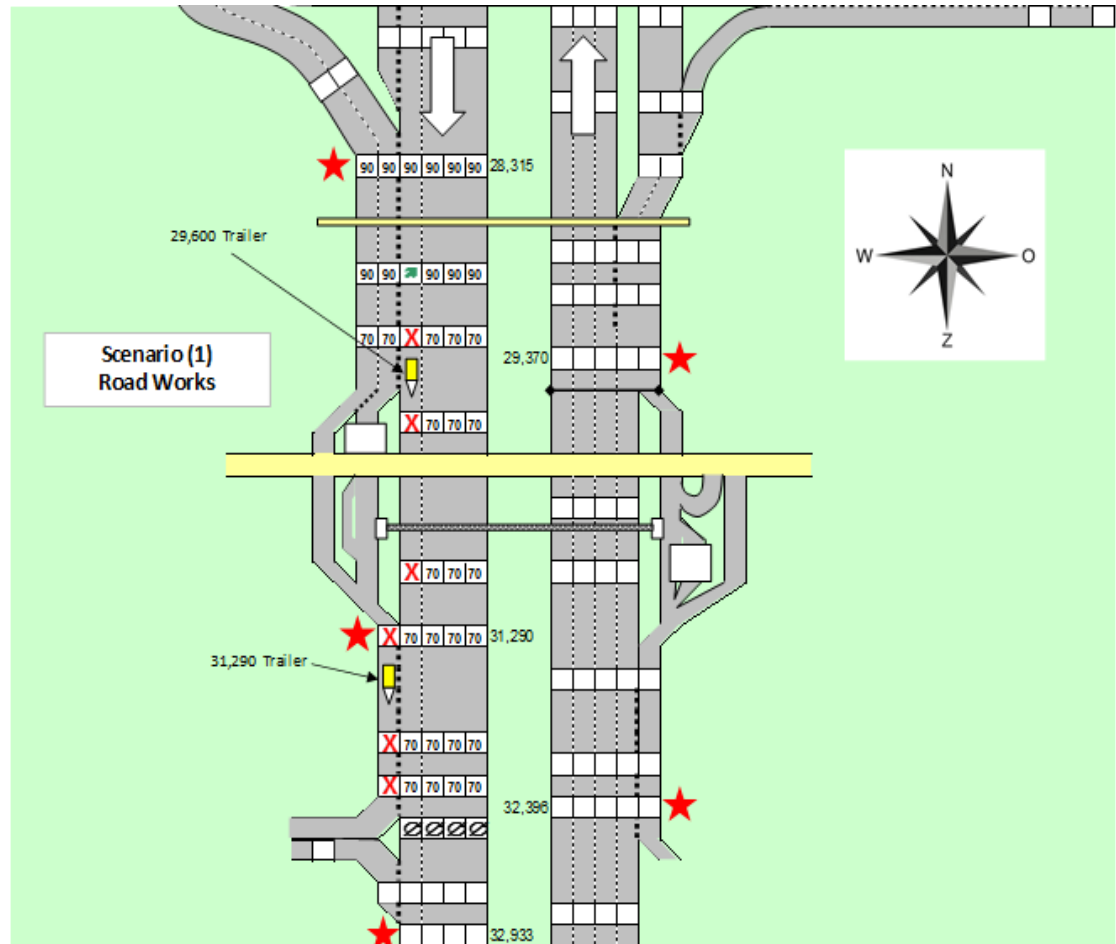 90 90 90 90 90 90 28,315
N
29,600 Trailer
W O
90 90 90 90 90
Z
70 70 X 70 70 70
Scenario (1)
Road Works
29,370
X 70 70 70
X 70 70 70
X 70 70 70 70 31,290
31,290 Trailer
X 70 70 70 70
X 70 70 70 70
32,396
32,933